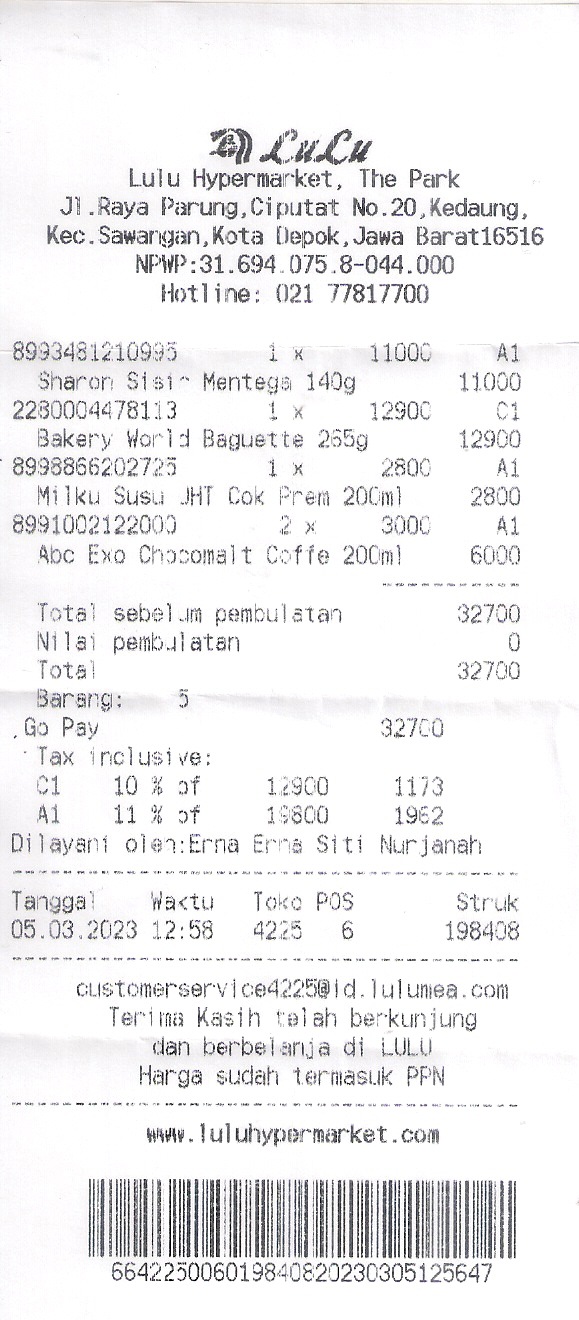 LuLu
Lulu Hypermarket, The Park
Jl.Raya Parung,Ciputat No.20,Kedaung,
Kec.Sawangan,Kota Depok,Jawa Barat16516
NPWP:31.694.075.8-044.000
Hotline: 021 77817700
8993481210995 1 x 11000 A1
Sharon Sisir Mentega 140g 11000
2280004478113 1 x 12900 C1
Bakery World Baguette 265g 12900
8998866202725 1 x 2800 A1
Milku Susu UHT Cok Prem 200ml 2800
8991002122000 2 x 3000 A1
Abc Exo Chocomalt Coffe 200ml 6000
Total sebelum pembulatan 32700
Nilai pembulatan 0
Total 32700
Barang: 5
Go Pay 32700
Tax inclusive:
C1 10 % of 12900 1173
A1 11 % of 19800 1962
Dilayani oleh:Erna Erna Siti Nurjanah
Tanggal Waktu Toko POS Struk
05.03.2023 12:58 4225 6 198408
customerservice4225@id.lulumea.com
Terima Kasih telah berkunjung
dan berbelanja di LULU
Harga sudah termasuk PPN
www.luluhypermarket.com
664225006019840820230305125647